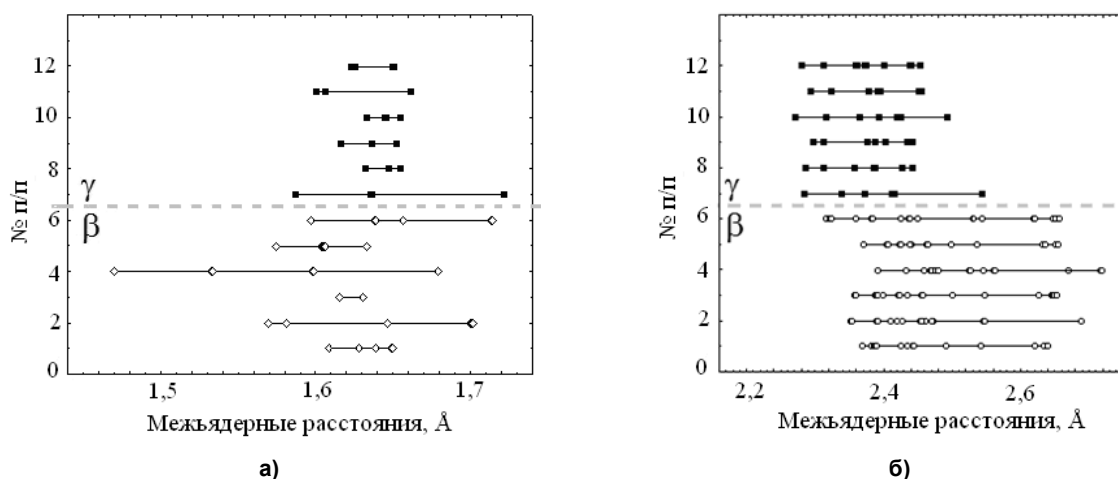 12
10
8
6
4
2
0
№ п/п
γ
β
1,5 1,6 1,7
Межъядерные расстояния, Å
а)
12
10
8
6
4
2
0
№ п/п
γ
β
2,2 2,4 2,6
Межъядерные расстояния, Å
б)